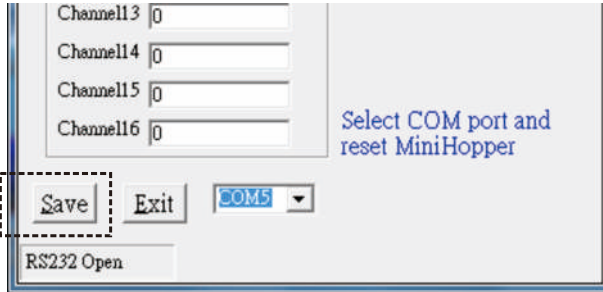 Channel13 0
Channel14 0
Channel15 0
Channel16 0
Select COM port and
reset MiniHopper
Save Exit COM5
RS232 Open